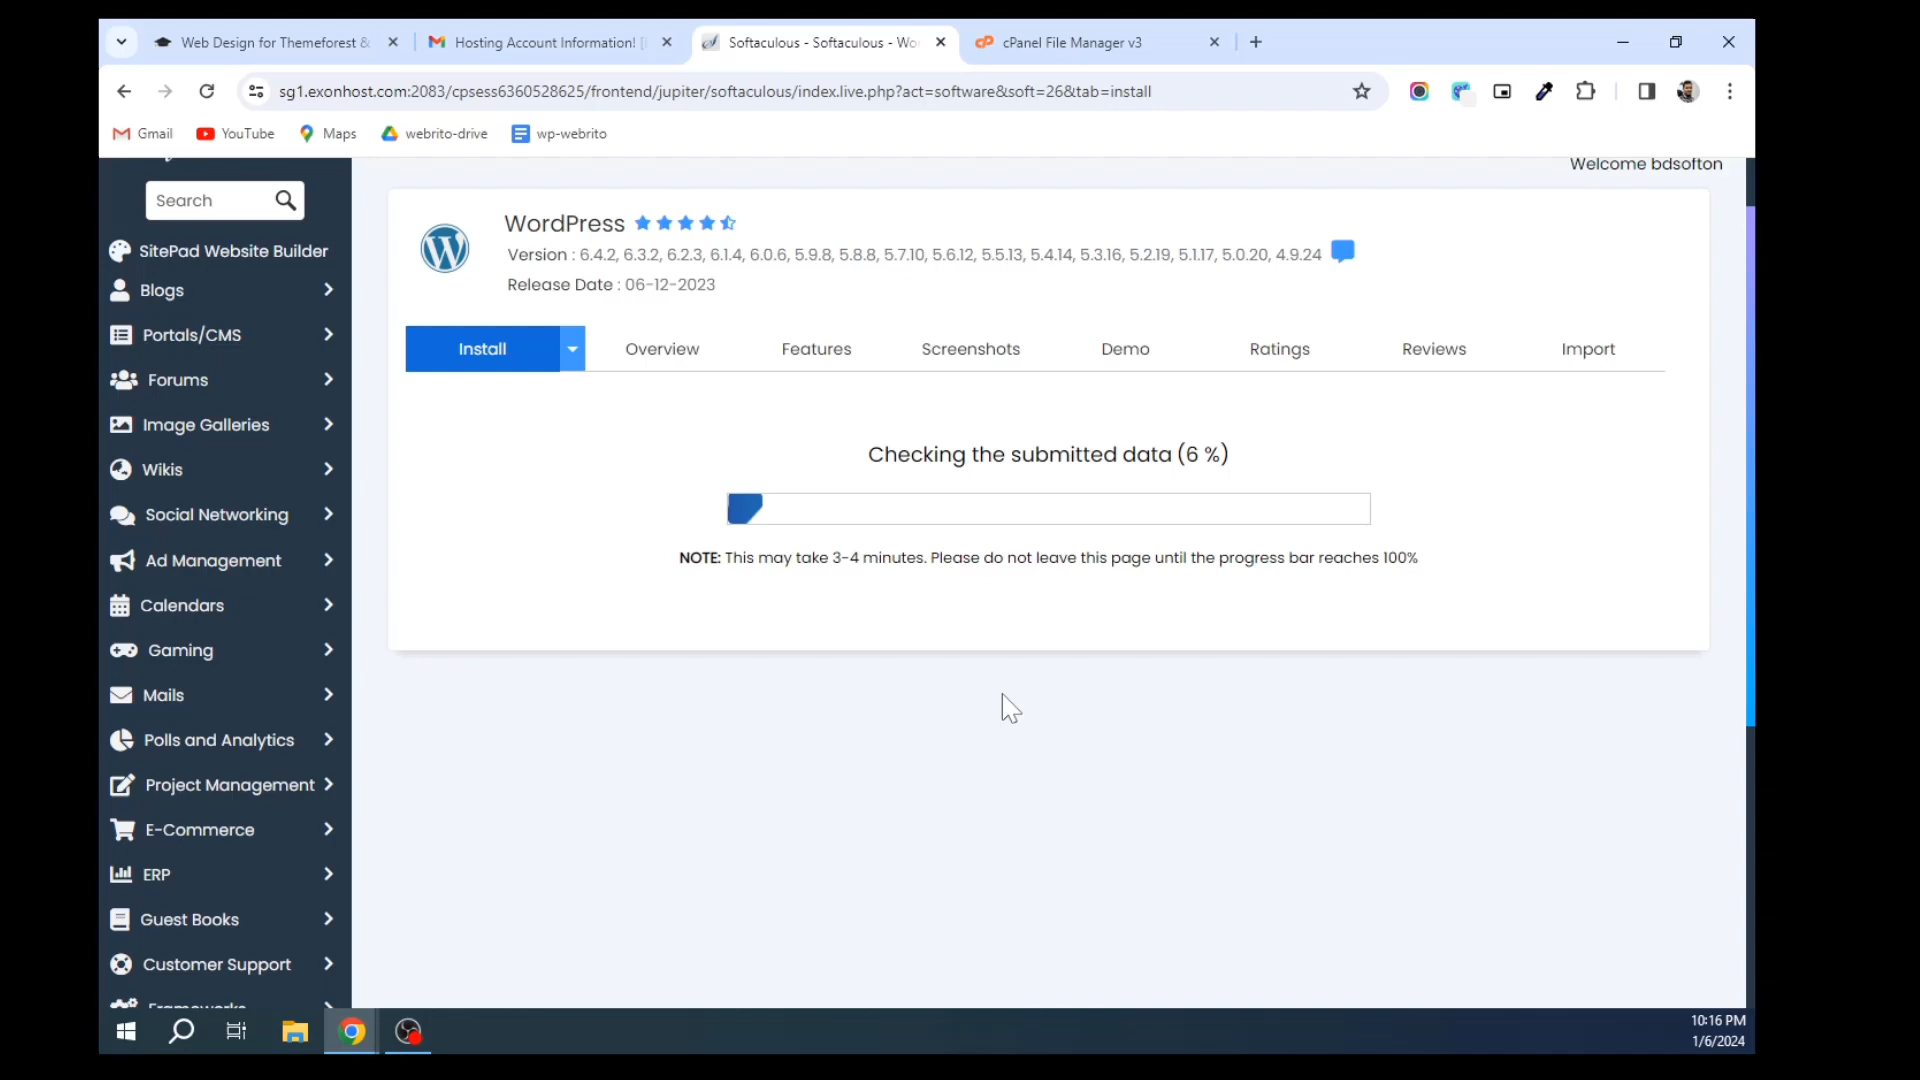 Web Design for Themeforest &
Hosting Account Information! [
Softaculous - Softaculous - Wo
cPanel File Manager v3
sg1.exonhost.com:2083/cpsess6360528625/frontend/jupiter/softaculous/index.live.php?act=software&soft=26&tab=install
Gmail
YouTube
Maps
webrito-drive
wp-webrito
Welcome bdsofton
Search
SitePad Website Builder
Blogs
Portals/CMS
Forums
Image Galleries
Wikis
Social Networking
Ad Management
Calendars
Gaming
Mails
Polls and Analytics
Project Management
E-Commerce
ERP
Guest Books
Customer Support
Frameworks
WordPress
Version : 6.4.2, 6.3.2, 6.2.3, 6.1.4, 6.0.6, 5.9.8, 5.8.8, 5.7.10, 5.6.12, 5.5.13, 5.4.14, 5.3.16, 5.2.19, 5.1.17, 5.0.20, 4.9.24
Release Date : 06-12-2023
Install
Overview
Features
Screenshots
Demo
Ratings
Reviews
Import
Checking the submitted data (6 %)
NOTE: This may take 3-4 minutes. Please do not leave this page until the progress bar reaches 100%
10:16 PM
1/6/2024